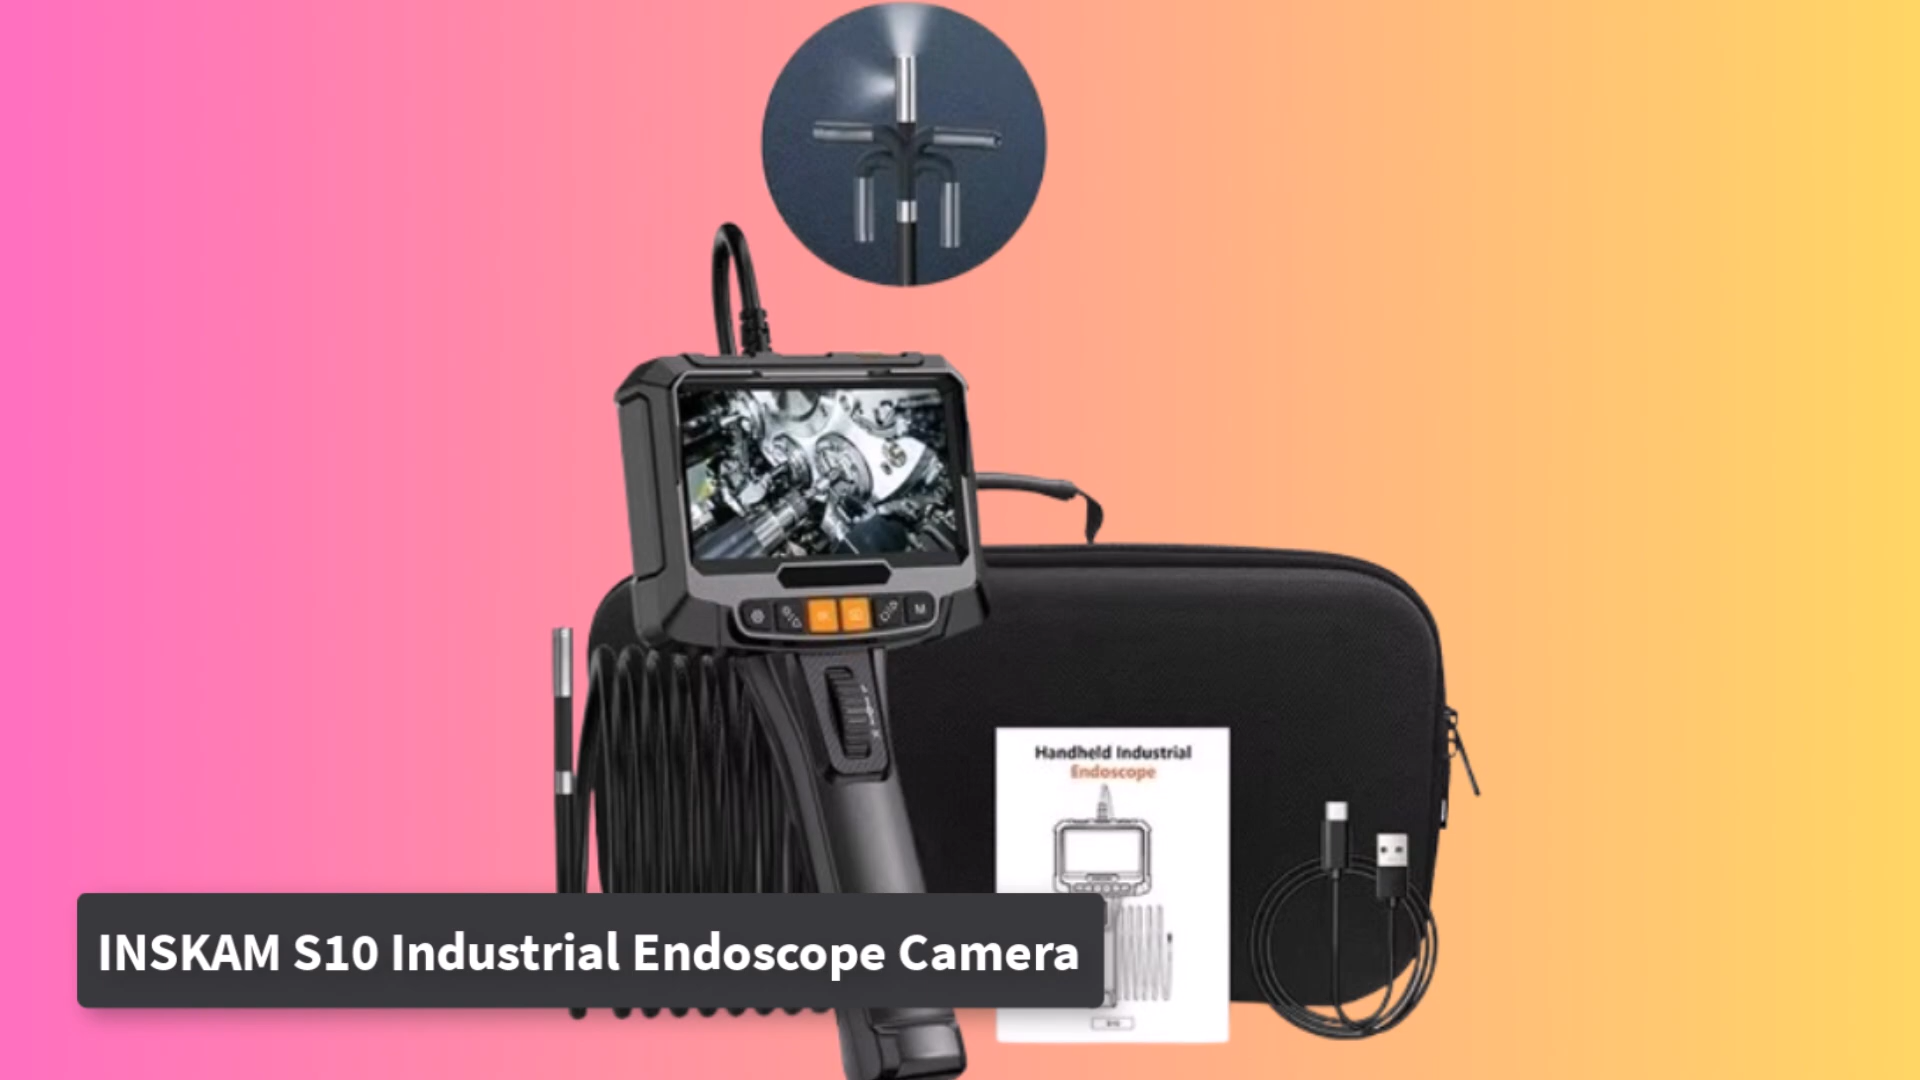 M
Handheld Industrial
Endoscope
INSKAM S10 Industrial Endoscope Camera